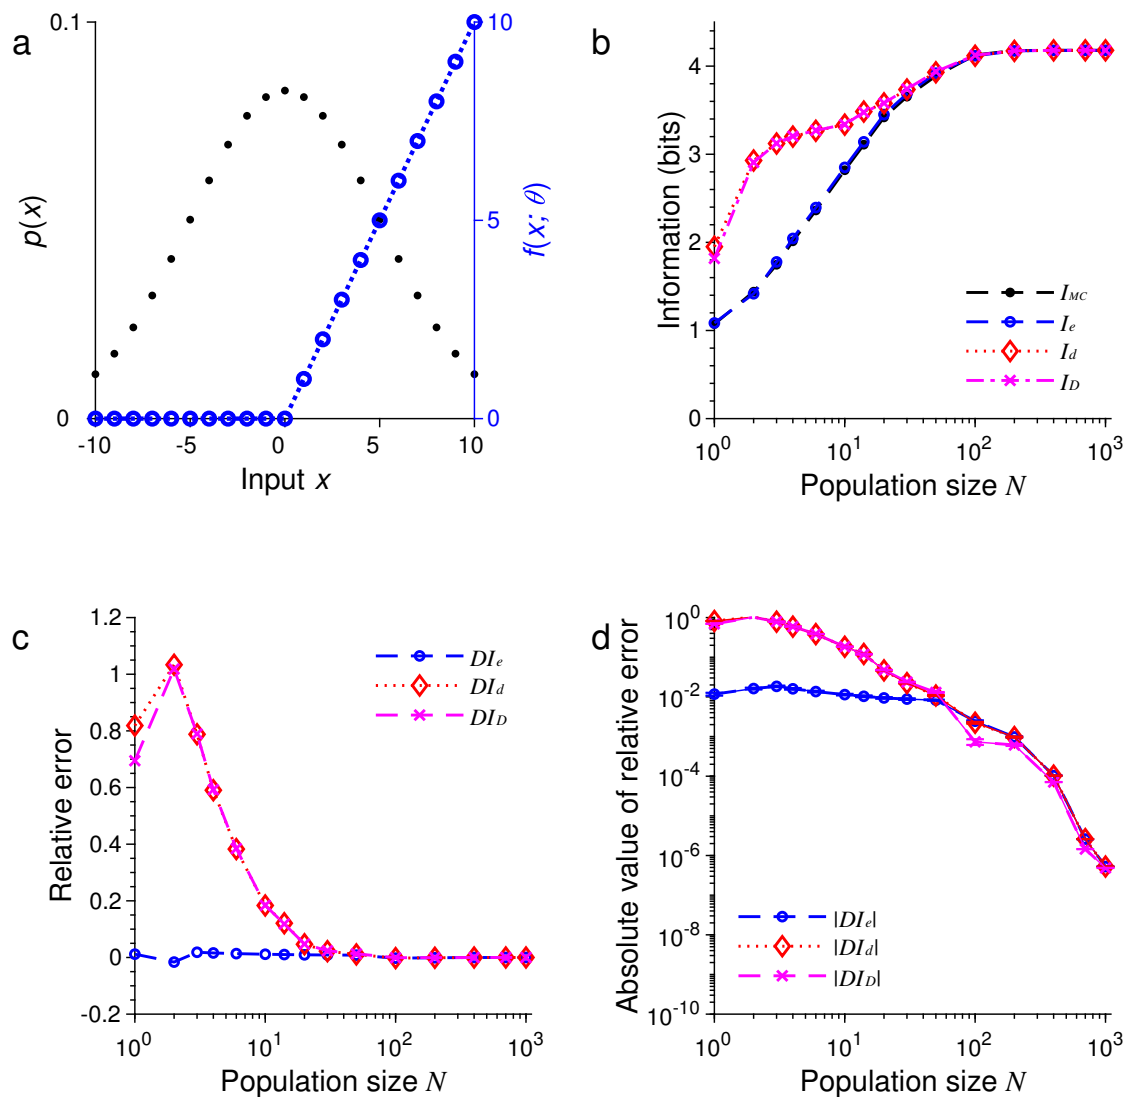 a
0.1
0
p(x)
-10
-5
0
5
10
Input x
10
5
0
f(x; θ)
b
4
3
2
1
0
Information (bits)
I_MC
I_e
I_d
I_D
10^0
10^1
10^2
10^3
Population size N
c
1.2
1
0.8
0.6
0.4
0.2
0
-0.2
Relative error
DI_e
DI_d
DI_D
10^0
10^1
10^2
10^3
Population size N
d
10^0
10^-2
10^-4
10^-6
10^-8
10^-10
Absolute value of relative error
|DI_e|
|DI_d|
|DI_D|
10^0
10^1
10^2
10^3
Population size N